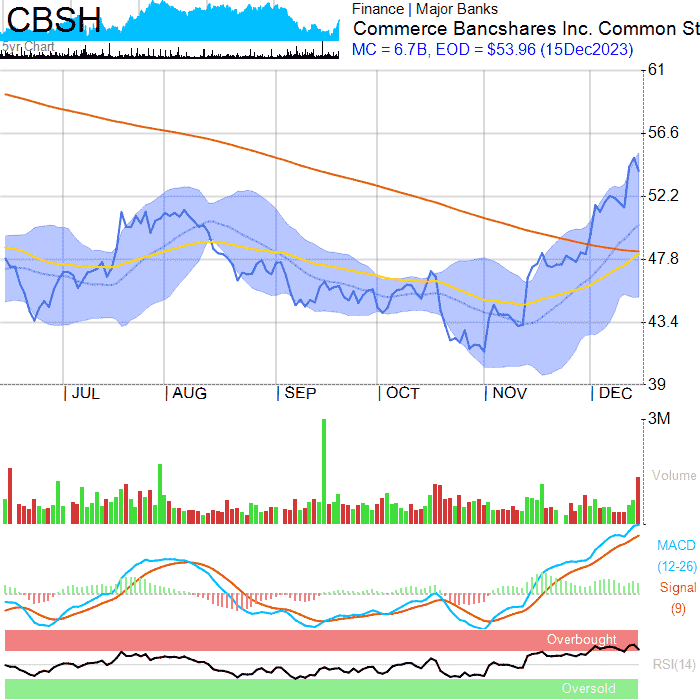 CBSH
5yr Chart
Finance | Major Banks
Commerce Bancshares Inc. Common St
MC = 6.7B, EOD = $53.96 (15Dec2023)
61
56.6
52.2
47.8
43.4
39
| JUL | AUG | SEP | OCT | NOV | DEC
3M
Volume
MACD
(12-26)
Signal
(9)
Overbought
RSI(14)
Oversold